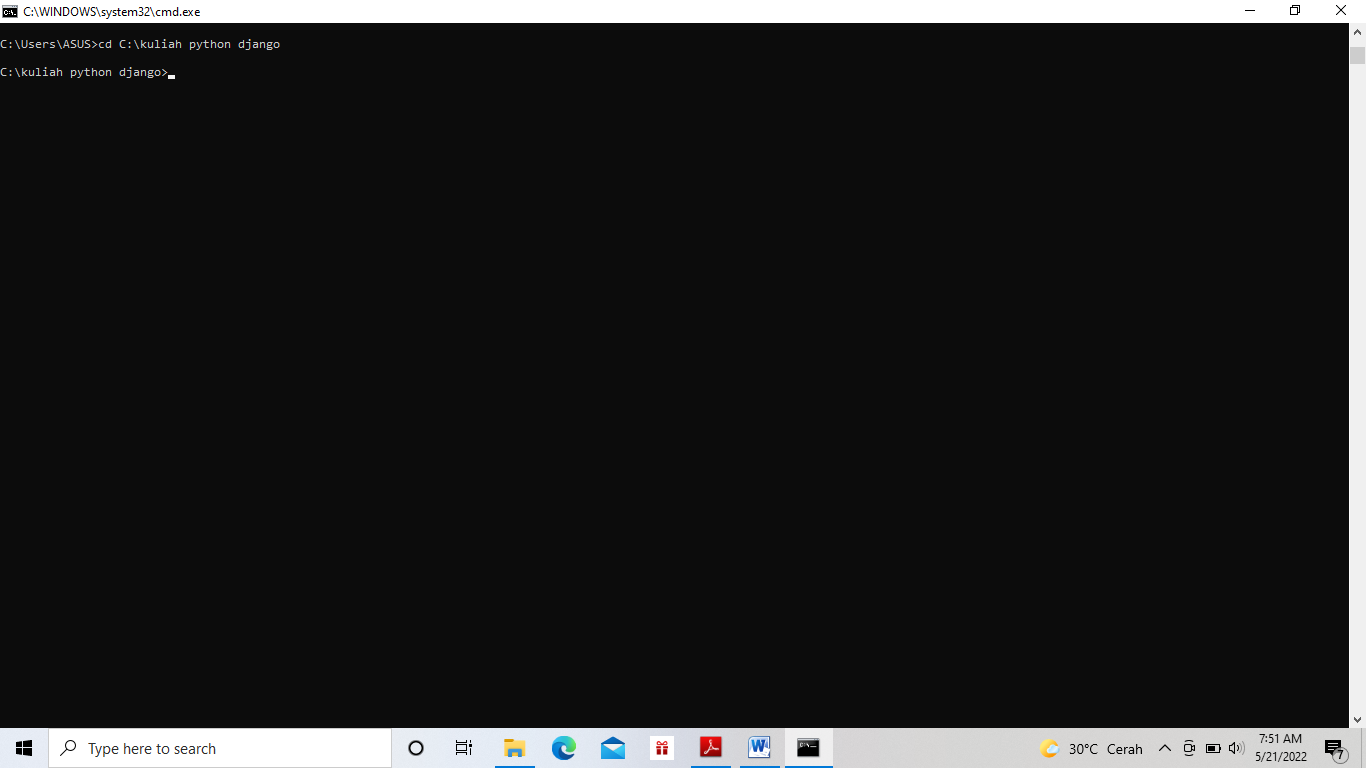 C:\WINDOWS\system32\cmd.exe
C:\Users\ASUS>cd C:\kuliah python django
C:\kuliah python django>
Type here to search
30°C Cerah
7:51 AM
5/21/2022
7